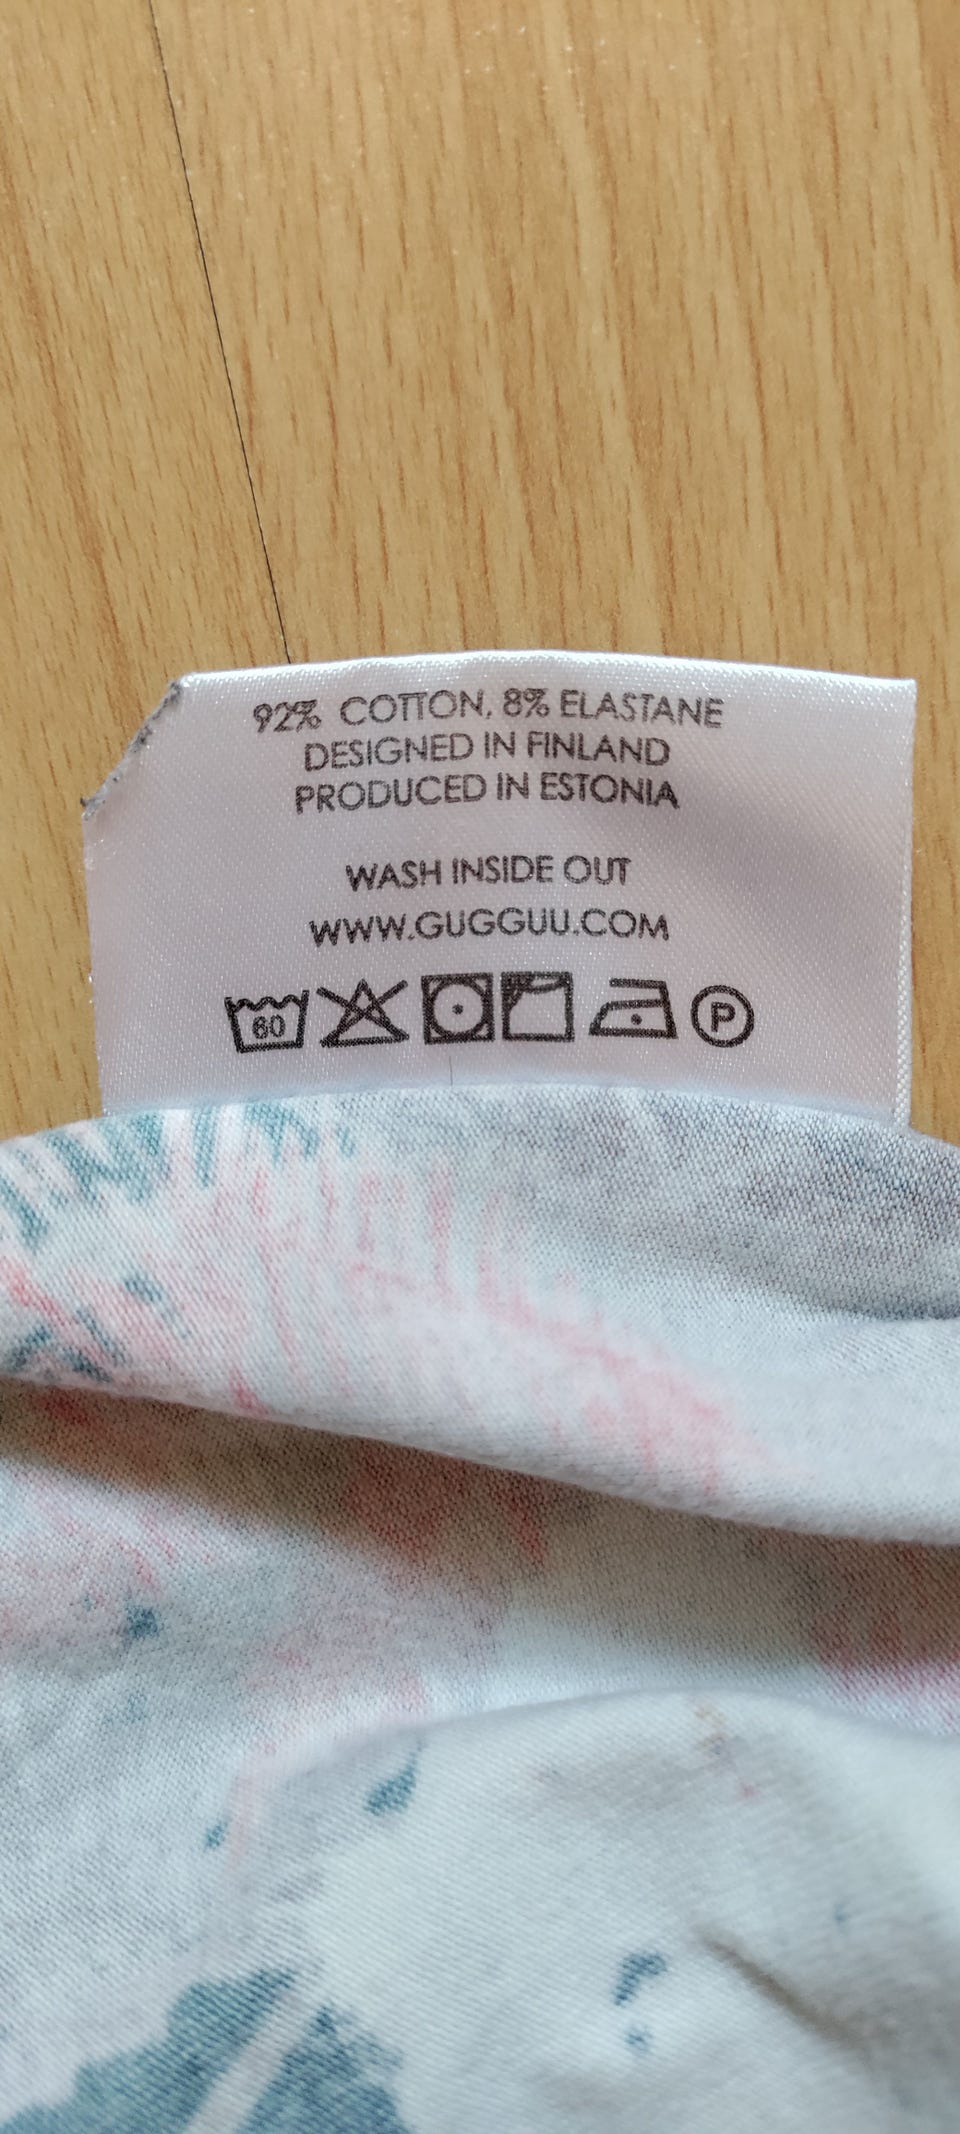 92% COTTON, 8% ELASTANE
DESIGNED IN FINLAND
PRODUCED IN ESTONIA
WASH INSIDE OUT
WWW.GUGGUU.COM
60 P